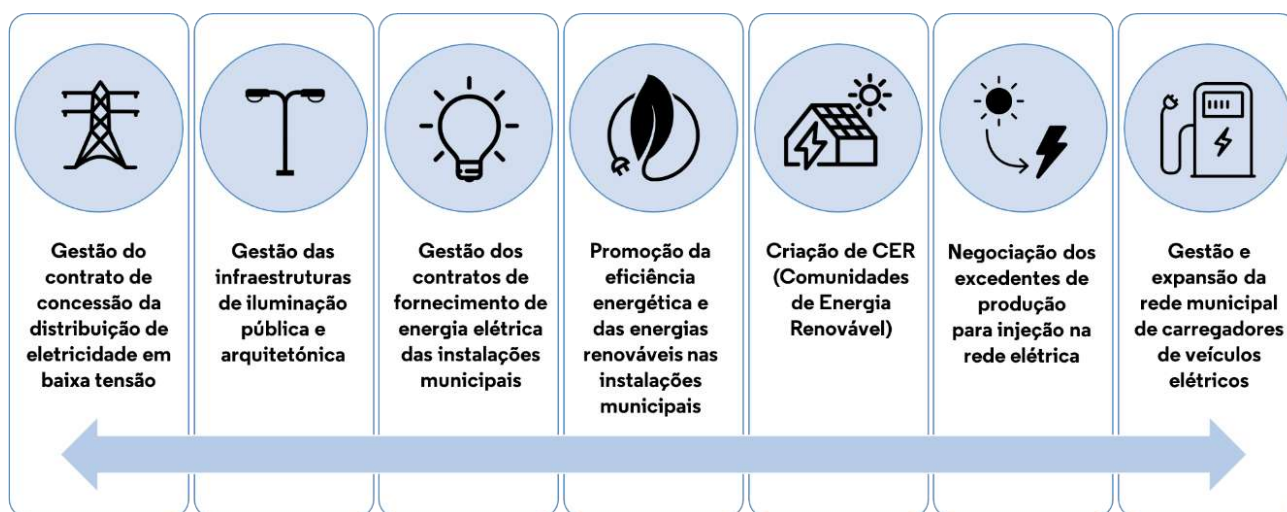 Gestão do
contrato de
concessão da
distribuição de
eletricidade em
baixa tensão
Gestão das
infraestruturas
de iluminação
pública e
arquitetónica
Gestão dos
contratos de
fornecimento de
energia elétrica
das instalações
municipais
Promoção da
eficiência
energética e
das energias
renováveis nas
instalações
municipais
Criação de CER
(Comunidades
de Energia
Renovável)
Negociação dos
excedentes de
produção
para injeção na
rede elétrica
Gestão e
expansão da
rede municipal
de carregadores
de veículos
elétricos